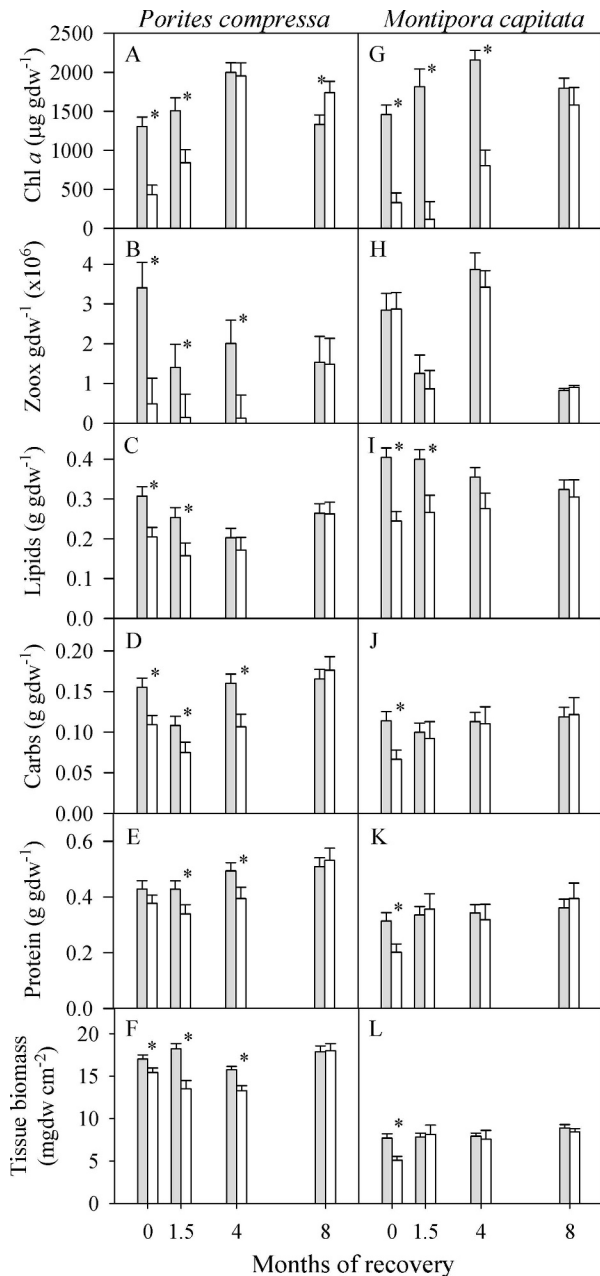 Porites compressa Montipora capitata
Chl a (µg gdw⁻¹)
2500
2000
1500
1000
500
0
A
*
*
*
G
*
*
*
Zoox gdw⁻¹ (x10⁶)
4
3
2
1
0
B
*
*
*
H
Lipids (g gdw⁻¹)
0.4
0.3
0.2
0.1
0.0
C
*
*
I
*
*
Carbs (g gdw⁻¹)
0.20
0.15
0.10
0.05
0.00
D
*
*
*
J
*
Protein (g gdw⁻¹)
0.6
0.4
0.2
0.0
E
*
*
K
*
Tissue biomass
(mgdw cm⁻²)
20
15
10
5
0
F
*
*
*
L
*
0 1.5 4 8 0 1.5 4 8
Months of recovery